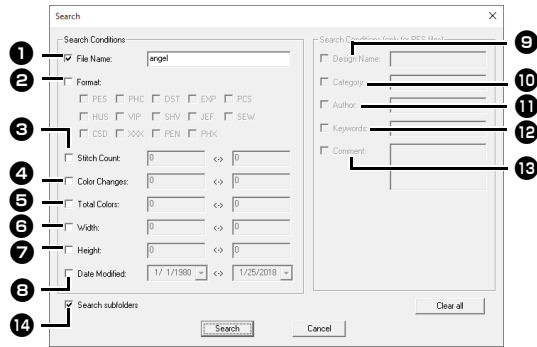 Search
Search Conditions
1 File Name: angel
2 Format:
PES PHC DST EXP PCS
HUS VIP SHV JEF SEW
CSD XXX PEN PHX
3 Stitch Count: 0 <-> 0
4 Color Changes: 0 <-> 0
5 Total Colors: 0 <-> 0
6 Width: 0 <-> 0
7 Height: 0 <-> 0
8 Date Modified: 1/ 1/1980 <-> 1/25/2018
14 Search subfolders
Search Conditions (only for PES files)
Design Name: 9
Category: 10
Author: 11
Keywords: 12
Comment: 13
Clear all
Search Cancel